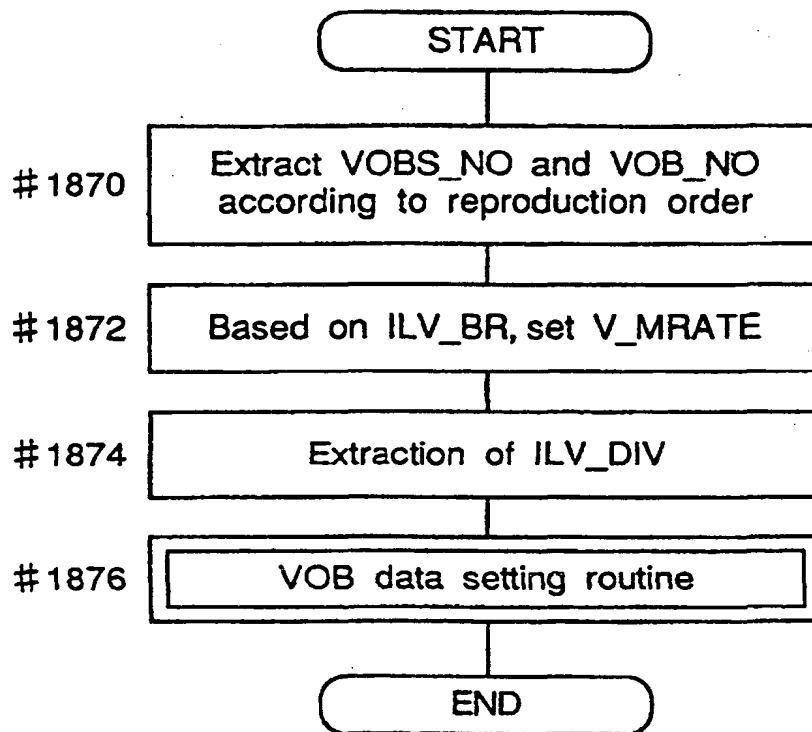 START
#1870
Extract VOBS_NO and VOB_NO
according to reproduction order
#1872
Based on ILV_BR, set V_MRATE
#1874
Extraction of ILV_DIV
#1876
VOB data setting routine
END